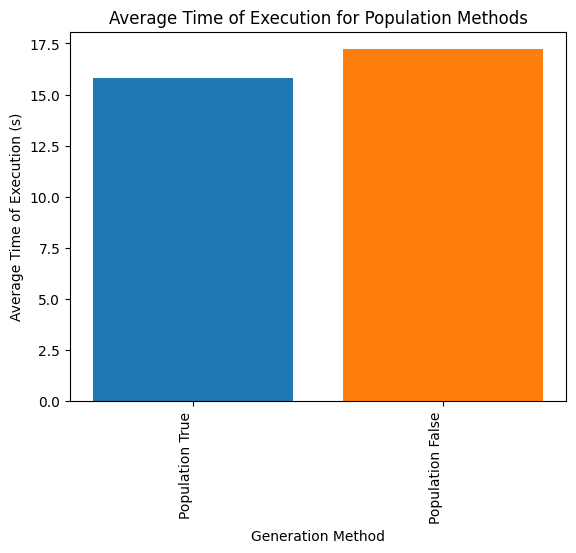 Average Time of Execution for Population Methods
Average Time of Execution (s)
17.5
15.0
12.5
10.0
7.5
5.0
2.5
0.0
Population True
Population False
Generation Method